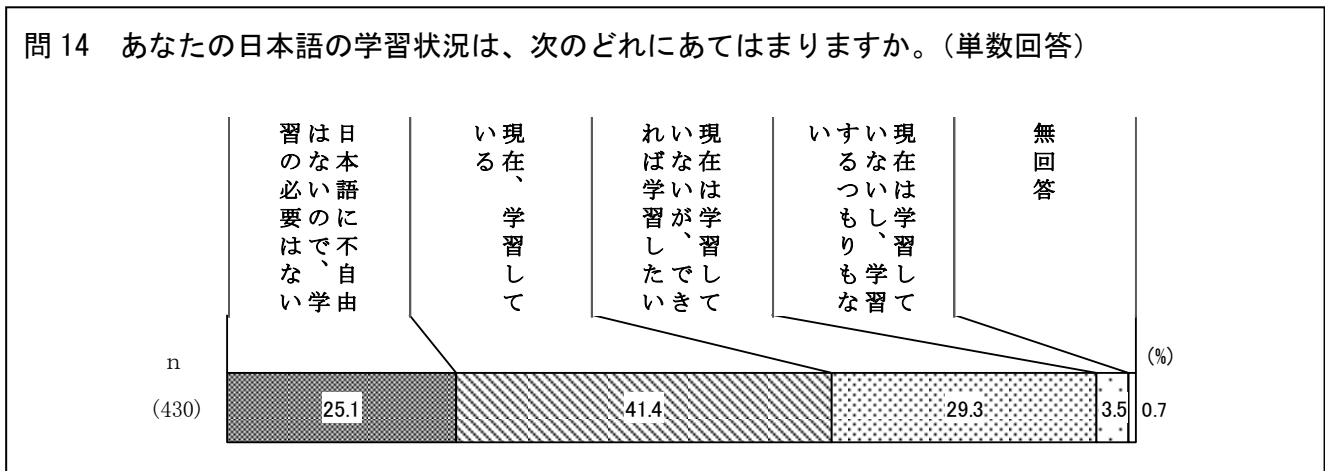 問14 あなたの日本語の学習状況は、次のどれにあてはまりますか。（単数回答）
日本語に不自由
はないので、学
習の必要はない
現在、学習して
いる
現在は学習して
いないが、でき
れば学習したい
現在は学習して
いないし、学習
するつもりもな
い
無回答
(%)
n
(430)
25.1
41.4
29.3
3.5
0.7